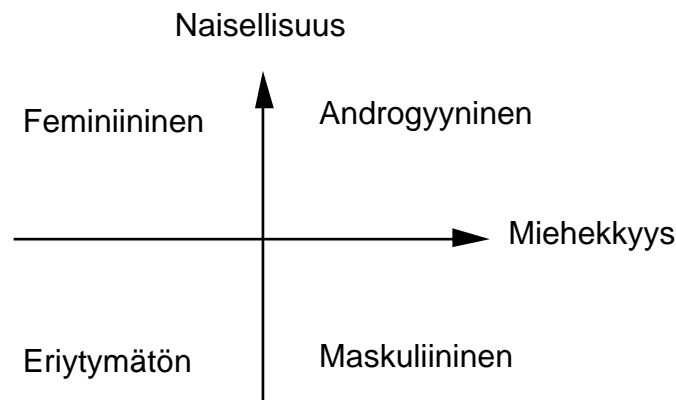 Naisellisuus
Feminiininen
Androgyyninen
Miehekkyys
Eriytymätön
Maskuliininen